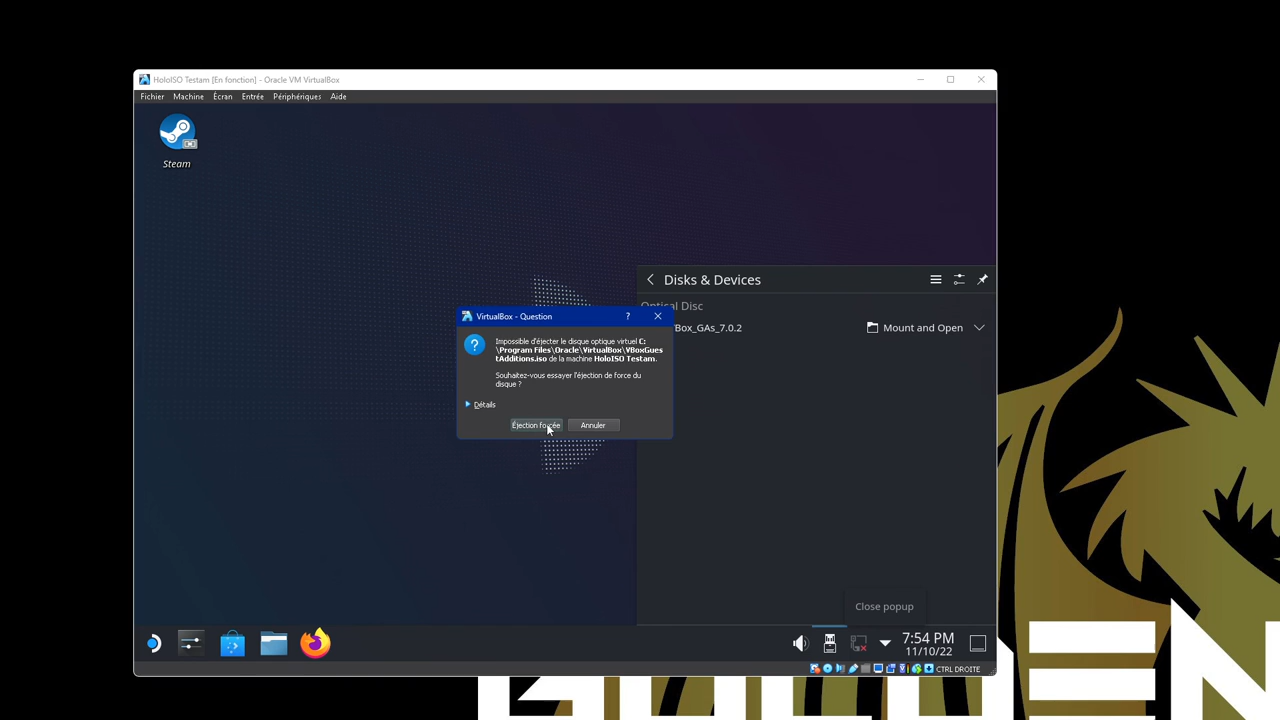 HoloISO Testam [En fonction] - Oracle VM VirtualBox
Fichier Machine Écran Entrée Périphériques Aide
Steam
Disks & Devices
Optical Disc
Box_GAs_7.0.2
Mount and Open
VirtualBox - Question
Impossible d'éjecter le disque optique virtuel C:
\Program Files\Oracle\VirtualBox\VBoxGues
tAdditions.iso de la machine HoloISO Testam.
Souhaitez-vous essayer l'éjection de force du
disque ?
Détails
Éjection forcée Annuler
Close popup
7:54 PM
11/10/22
CTRL DROITE